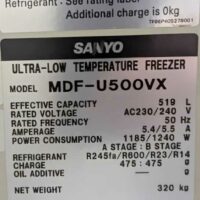 Refrigerant : See rating label
Additional charge is 0kg
TF86P405278001
SANYO
ULTRA-LOW TEMPERATURE FREEZER
MODEL MDF-U500VX
EFFECTIVE CAPACITY 519 L
RATED VOLTAGE AC230/240 V
RATED FREQUENCY 50 Hz
AMPERES 5.4/5.5 A
POWER CONSUMPTION 1185/1240 W
A STAGE : B STAGE
REFRIGERANT R245fa/R600/R23/R14
CHARGE 475 : 475 g
OIL ADDITIVE — : — g
NET WEIGHT 320 kg